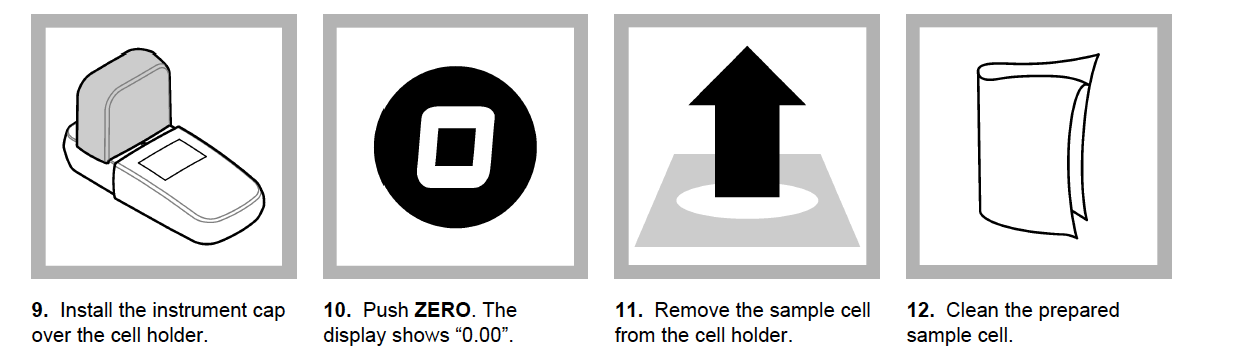 9. Install the instrument cap
over the cell holder.
10. Push ZERO. The
display shows “0.00”.
11. Remove the sample cell
from the cell holder.
12. Clean the prepared
sample cell.